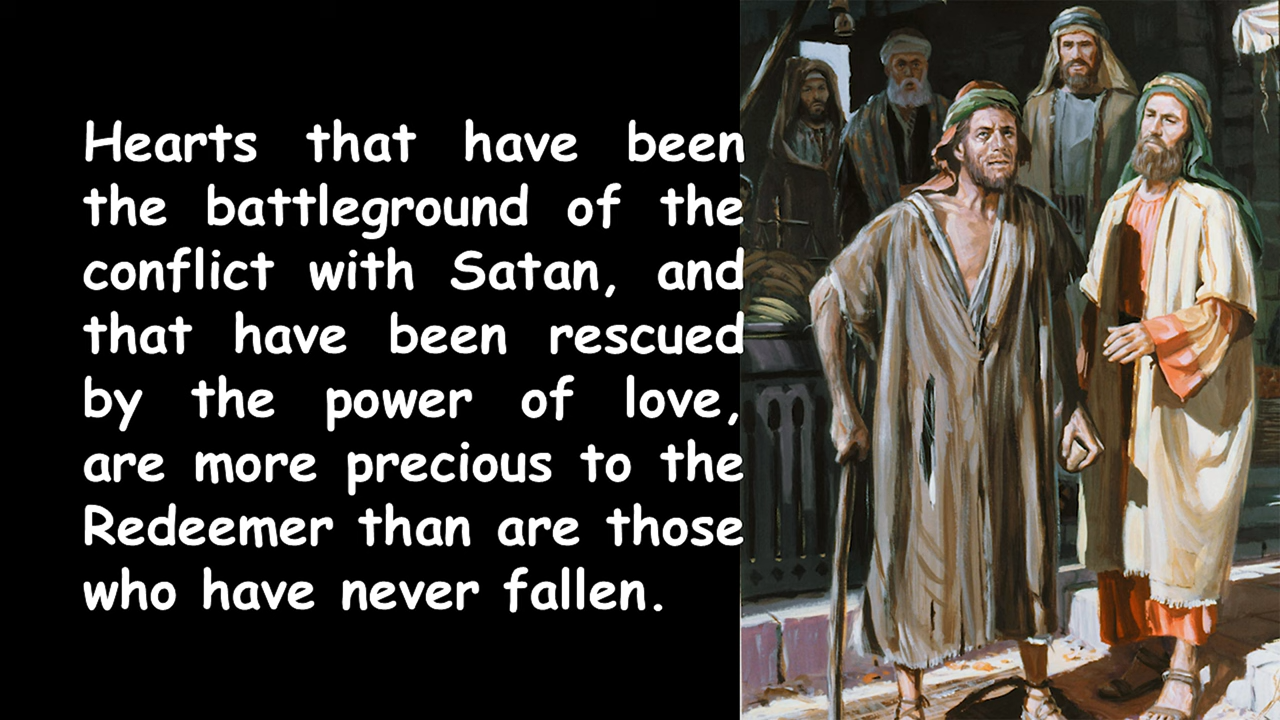 Hearts that have been
the battleground of the
conflict with Satan, and
that have been rescued
by the power of love,
are more precious to the
Redeemer than are those
who have never fallen.